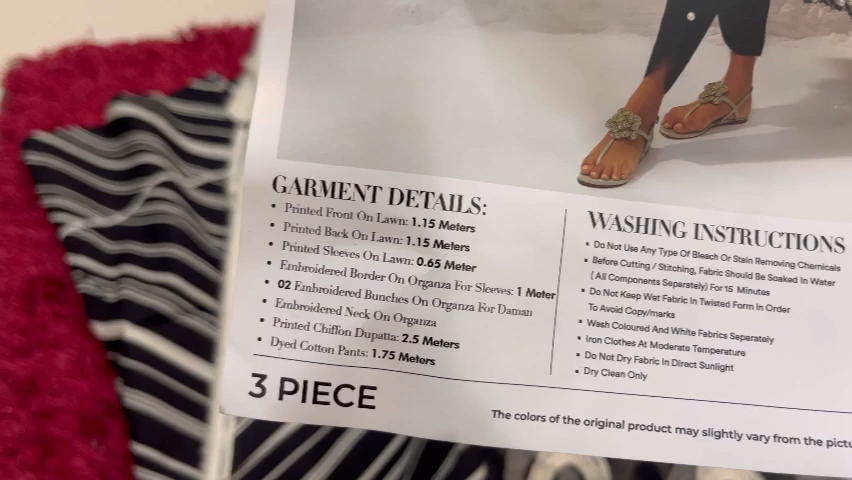 GARMENT DETAILS:
• Printed Front On Lawn: 1.15 Meters
• Printed Back On Lawn: 1.15 Meters
• Printed Sleeves On Lawn: 0.65 Meter
• Embroidered Border On Organza For Sleeves: 1 Meter
• 02 Embroidered Bunches On Organza For Daman
• Embroidered Neck On Organza
• Printed Chiffon Dupatta: 2.5 Meters
• Dyed Cotton Pants: 1.75 Meters
WASHING INSTRUCTIONS
• Do Not Use Any Type Of Bleach Or Stain Removing Chemicals
• Before Cutting / Stitching, Fabric Should Be Soaked In Water
( All Components Seperately) For 15 Minutes
• Do Not Keep Wet Fabric In Twisted Form In Order
To Avoid Copy/marks
• Wash Coloured And White Fabrics Seperately
• Iron Clothes At Moderate Temperature
• Do Not Dry Fabric In Direct Sunlight
• Dry Clean Only
3 PIECE
The colors of the original product may slightly vary from the pictu